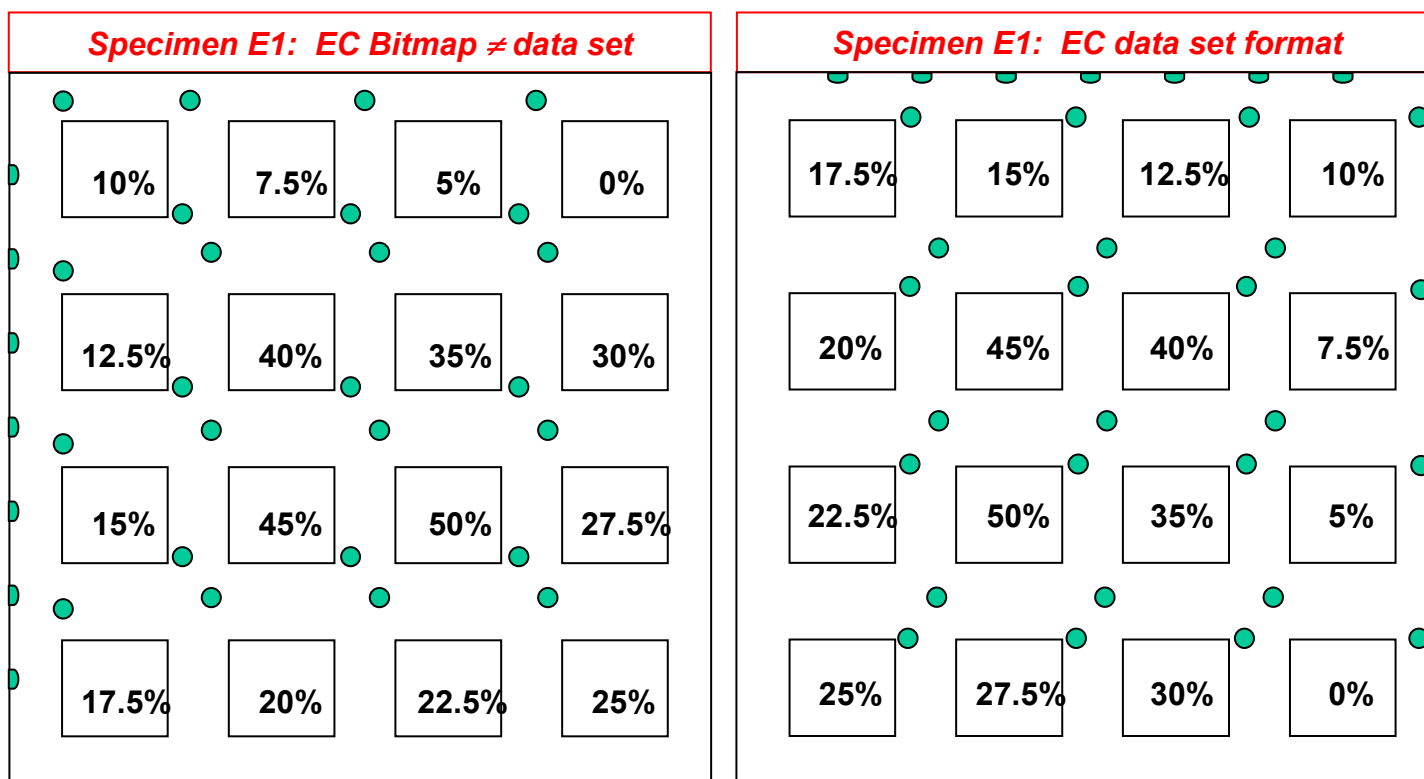 Specimen E1: EC Bitmap ≠ data set
10% 7.5% 5% 0%
12.5% 40% 35% 30%
15% 45% 50% 27.5%
17.5% 20% 22.5% 25%
Specimen E1: EC data set format
17.5% 15% 12.5% 10%
20% 45% 40% 7.5%
22.5% 50% 35% 5%
25% 27.5% 30% 0%